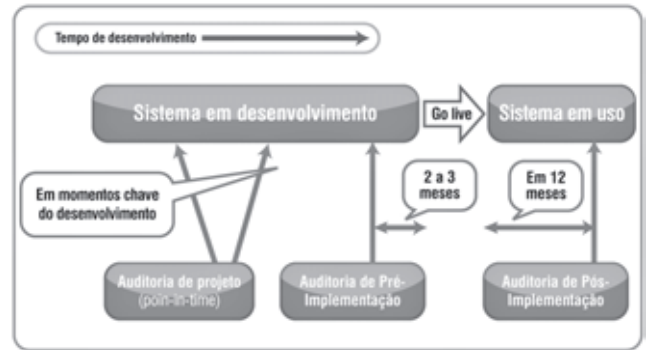 Tempo de desenvolvimento
Sistema em desenvolvimento
Go live
Sistema em uso
Em momentos chave
do desenvolvimento
2 a 3
meses
Em 12
meses
Auditoria de projeto
(poin-in-time)
Auditoria de Pré-
Implementação
Auditoria de Pós-
Implementação